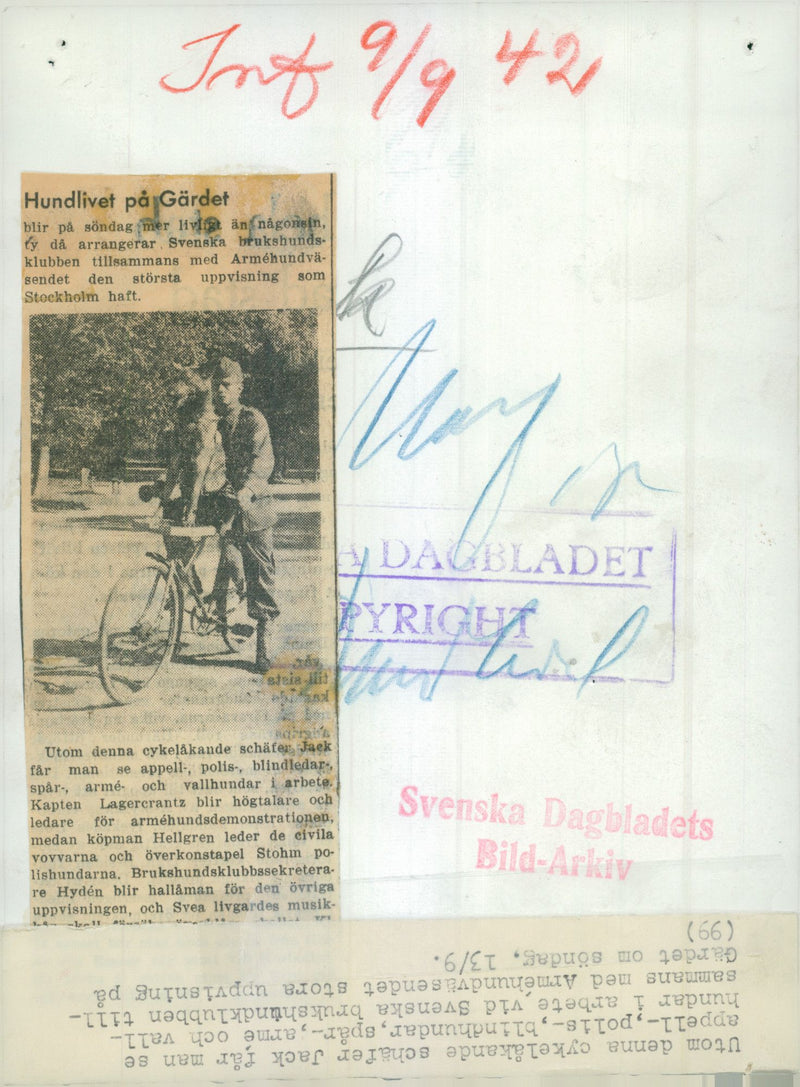 Inf 9/9 42
Hundlivet på Gärdet
blir på söndag mer livligt än någonsin,
ty då arrangerar Svenska brukshunds-
klubben tillsammans med Arméhundvä-
sendet den största uppvisning som
Stockholm haft.
A DAGBLADET
PYRIGHT
till sista
Utom denna cykelåkande schäfer Jack
får man se appell-, polis-, blindledar-,
spår-, armé- och vallhundar i arbete.
Kapten Lagercrantz blir högtalare och
ledare för arméhundsdemonstrationen,
medan köpman Hellgren leder de civila
vovvarna och överkonstapel Stohm po-
lishundarna. Brukshundsklubbssekretera-
re Hydén blir hallåman för den övriga
uppvisningen, och Svea livgardes musik-
Svenska Dagbladets
Bild-Arkiv
Utom denna cykelåkande schäfer Jack får man se
appell-,polis-,blindhundar,spår-,arme- och vall-
hundar i arbete vid Svenska brukshundklubben till-
sammans med Armehundväsendet stora uppvisning på
Gärdet om söndag, 13/9.
(99)